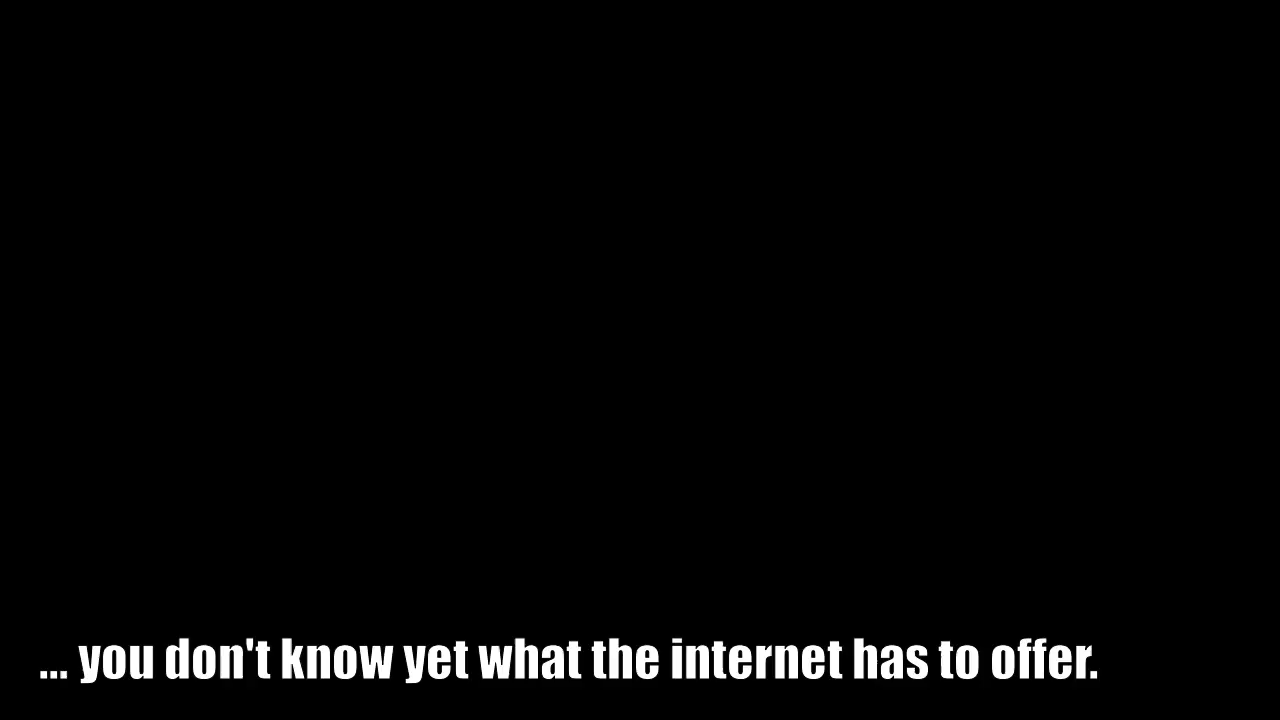 ... you don't know yet what the internet has to offer.